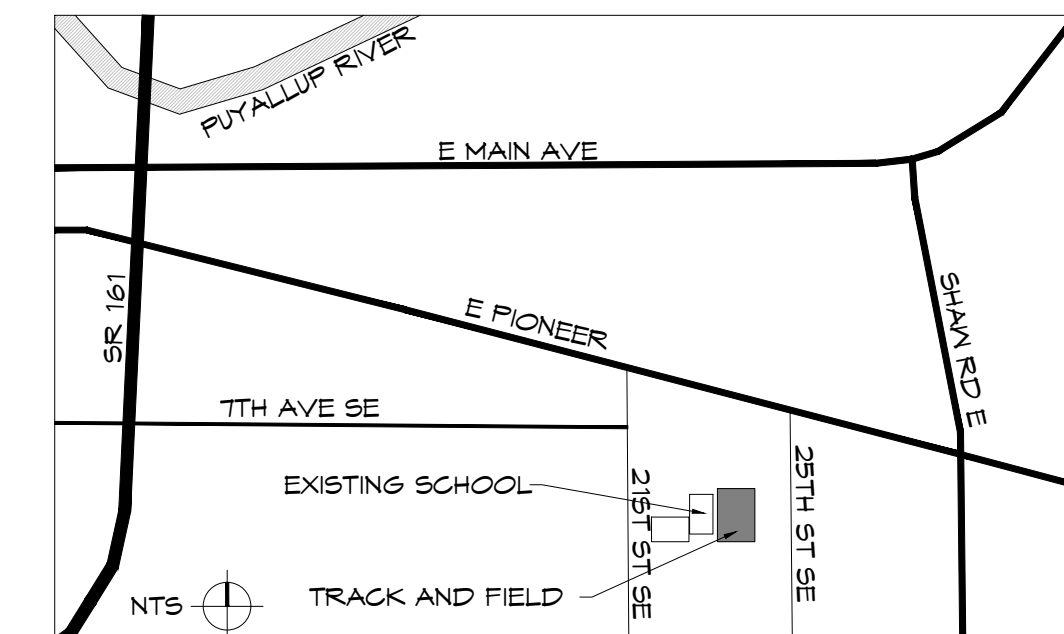 PUYALLUP RIVER
E MAIN AVE
SR 161
E PIONEER
SHAW RD E
7TH AVE SE
EXISTING SCHOOL
21ST ST SE
25TH ST SE
TRACK AND FIELD
NTS